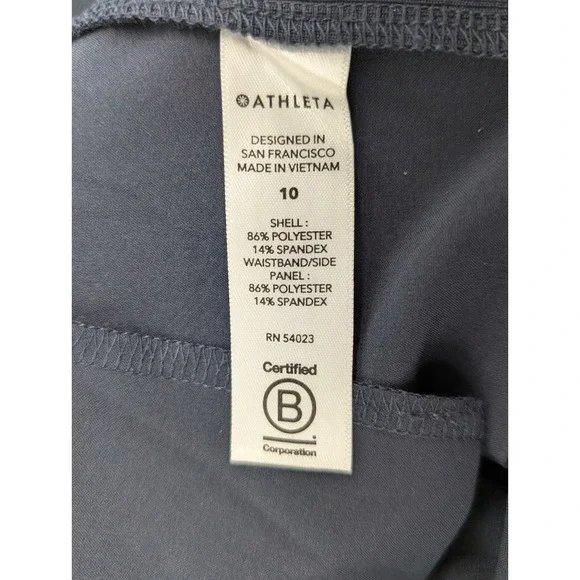 ATHLETA
DESIGNED IN
SAN FRANCISCO
MADE IN VIETNAM
10
SHELL :
86% POLYESTER
14% SPANDEX
WAISTBAND/SIDE
PANEL :
86% POLYESTER
14% SPANDEX
RN 54023
Certified
B
Corporation